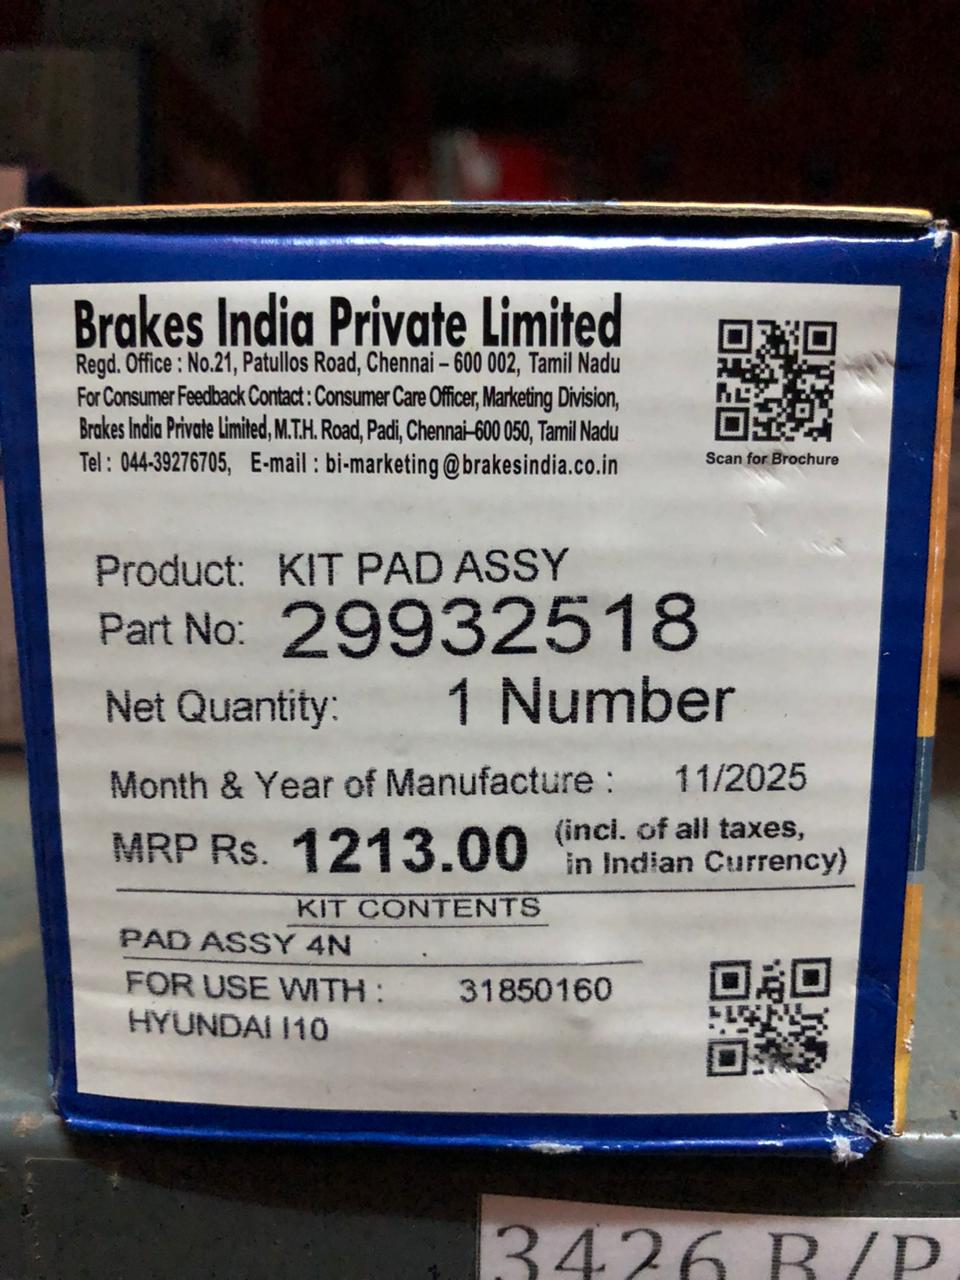 Brakes India Private Limited
Regd. Office : No.21, Patullos Road, Chennai – 600 002, Tamil Nadu
For Consumer Feedback Contact : Consumer Care Officer, Marketing Division,
Brakes India Private Limited, M.T.H. Road, Padi, Chennai–600 050, Tamil Nadu
Tel : 044-39276705, E-mail : bi-marketing@brakesindia.co.in
Scan for Brochure
Product: KIT PAD ASSY
Part No: 29932518
Net Quantity: 1 Number
Month & Year of Manufacture : 11/2025
MRP Rs. 1213.00 (incl. of all taxes,
in Indian Currency)
KIT CONTENTS
PAD ASSY 4N
FOR USE WITH : 31850160
HYUNDAI I10
3426 B/P